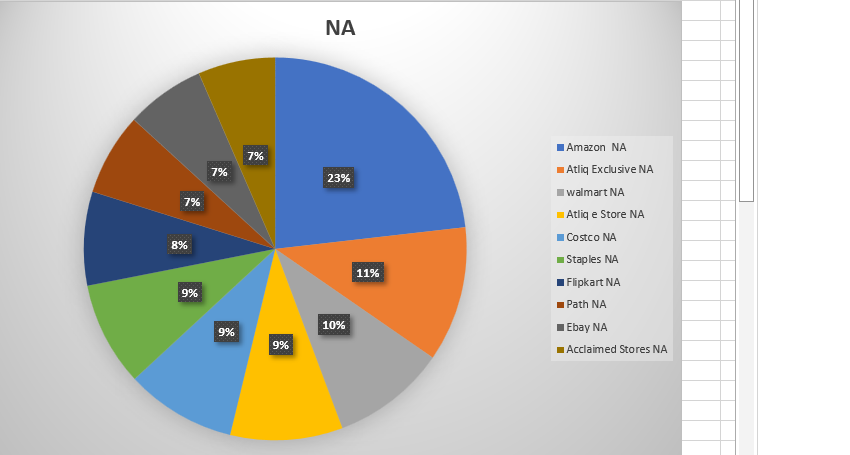 NA
23%
11%
10%
9%
9%
9%
8%
7%
7%
7%
Amazon  NA
Atliq Exclusive NA
walmart NA
Atliq e Store NA
Costco NA
Staples NA
Flipkart NA
Path NA
Ebay NA
Acclaimed Stores NA